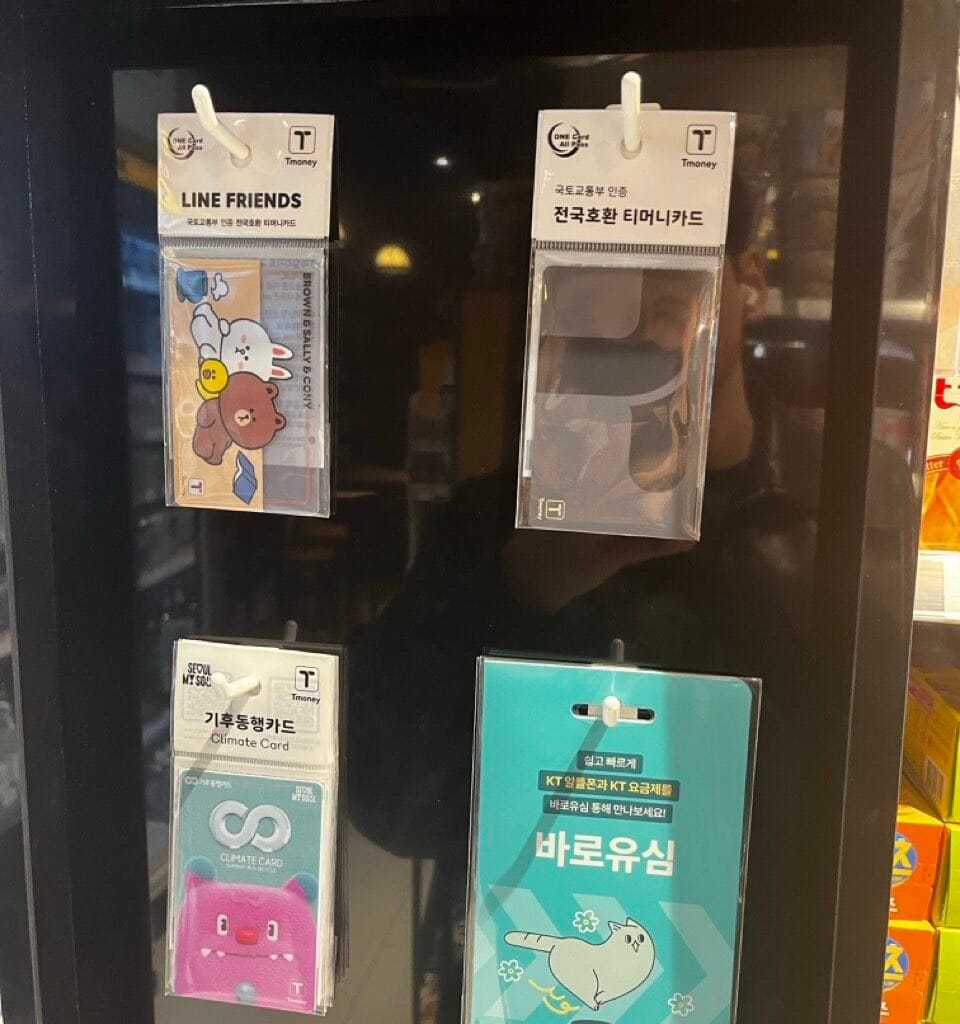 ONE Card
All Pass
Tmoney
LINE FRIENDS
국토교통부 인증 전국호환 티머니카드
BROWN & SALLY & CONY
ONE Card
All Pass
Tmoney
국토교통부 인증
전국호환 티머니카드
Tmoney
SEOUL
MY SOUL
Tmoney
기후동행카드
Climate Card
기후동행카드
SEOUL
MY SOUL
CLIMATE CARD
Tmoney
쉽고 빠르게
KT 알뜰폰과 KT 요금제를
바로유심 통해 만나보세요!
바로유심